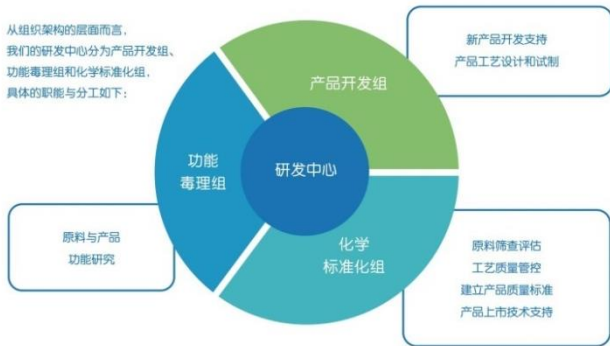 从组织架构的层面而言，
我们的研发中心分为产品开发组、
功能毒理组和化学标准化组，
具体的职能与分工如下：
新产品开发支持
产品工艺设计和试制
产品开发组
功能
毒理组
研发中心
化学
标准化组
原料与产品
功能研究
原料筛查评估
工艺质量管控
建立产品质量标准
产品上市技术支持